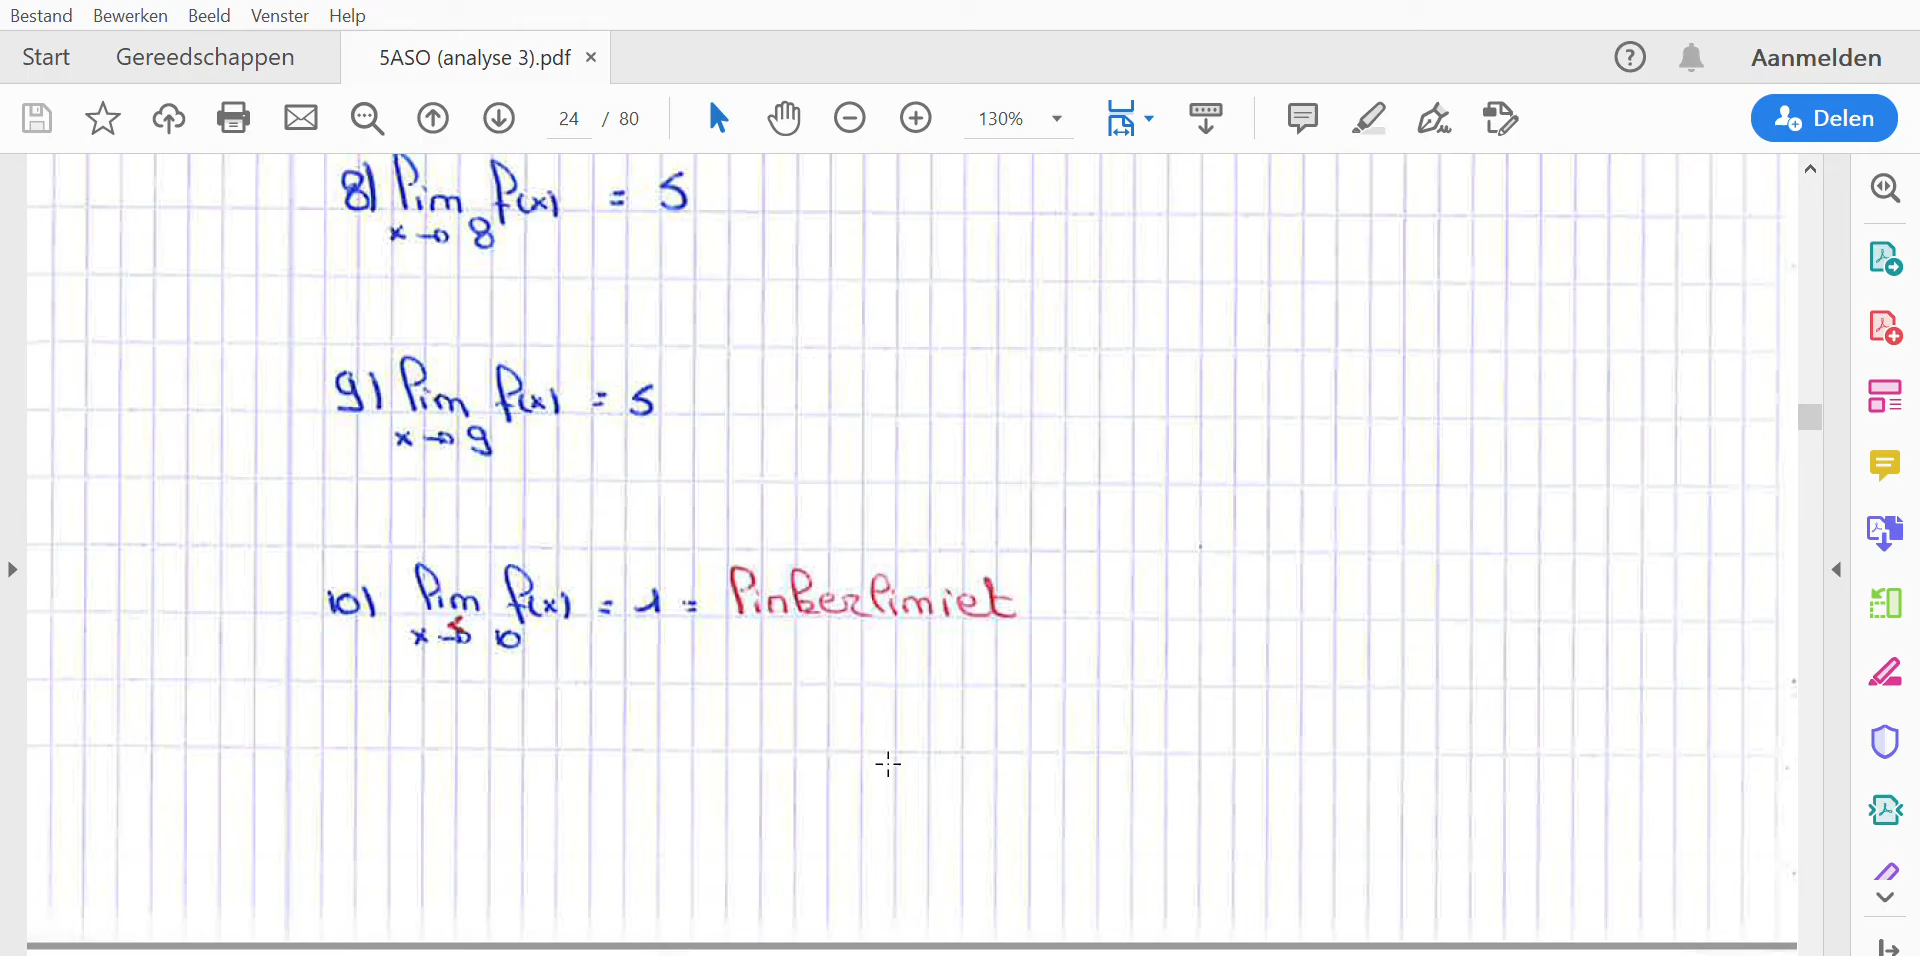 Bestand Bewerken Beeld Venster Help
Start Gereedschappen 5ASO (analyse 3).pdf × Aanmelden
24 / 80 130% Delen
8) lim f(x) = 5
x→8
9) lim f(x) = 5
x→9
10) lim f(x) = 1 = linkerlimiet
x→10